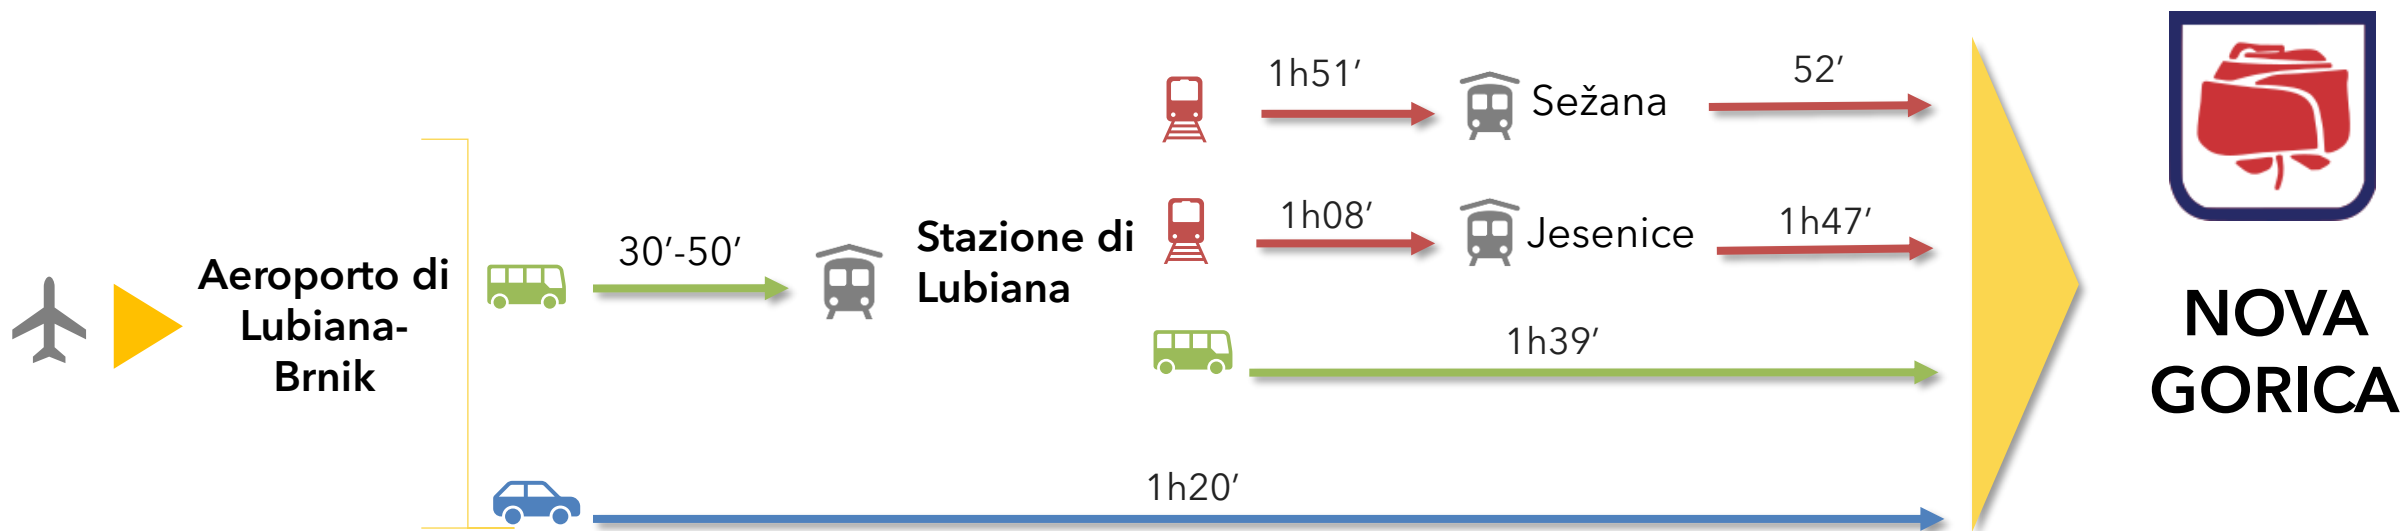 Aeroporto di
Lubiana-
Brnik
30’-50’
Stazione di
Lubiana
1h51’
Sežana
52’
1h08’
Jesenice
1h47’
1h39’
1h20’
NOVA
GORICA